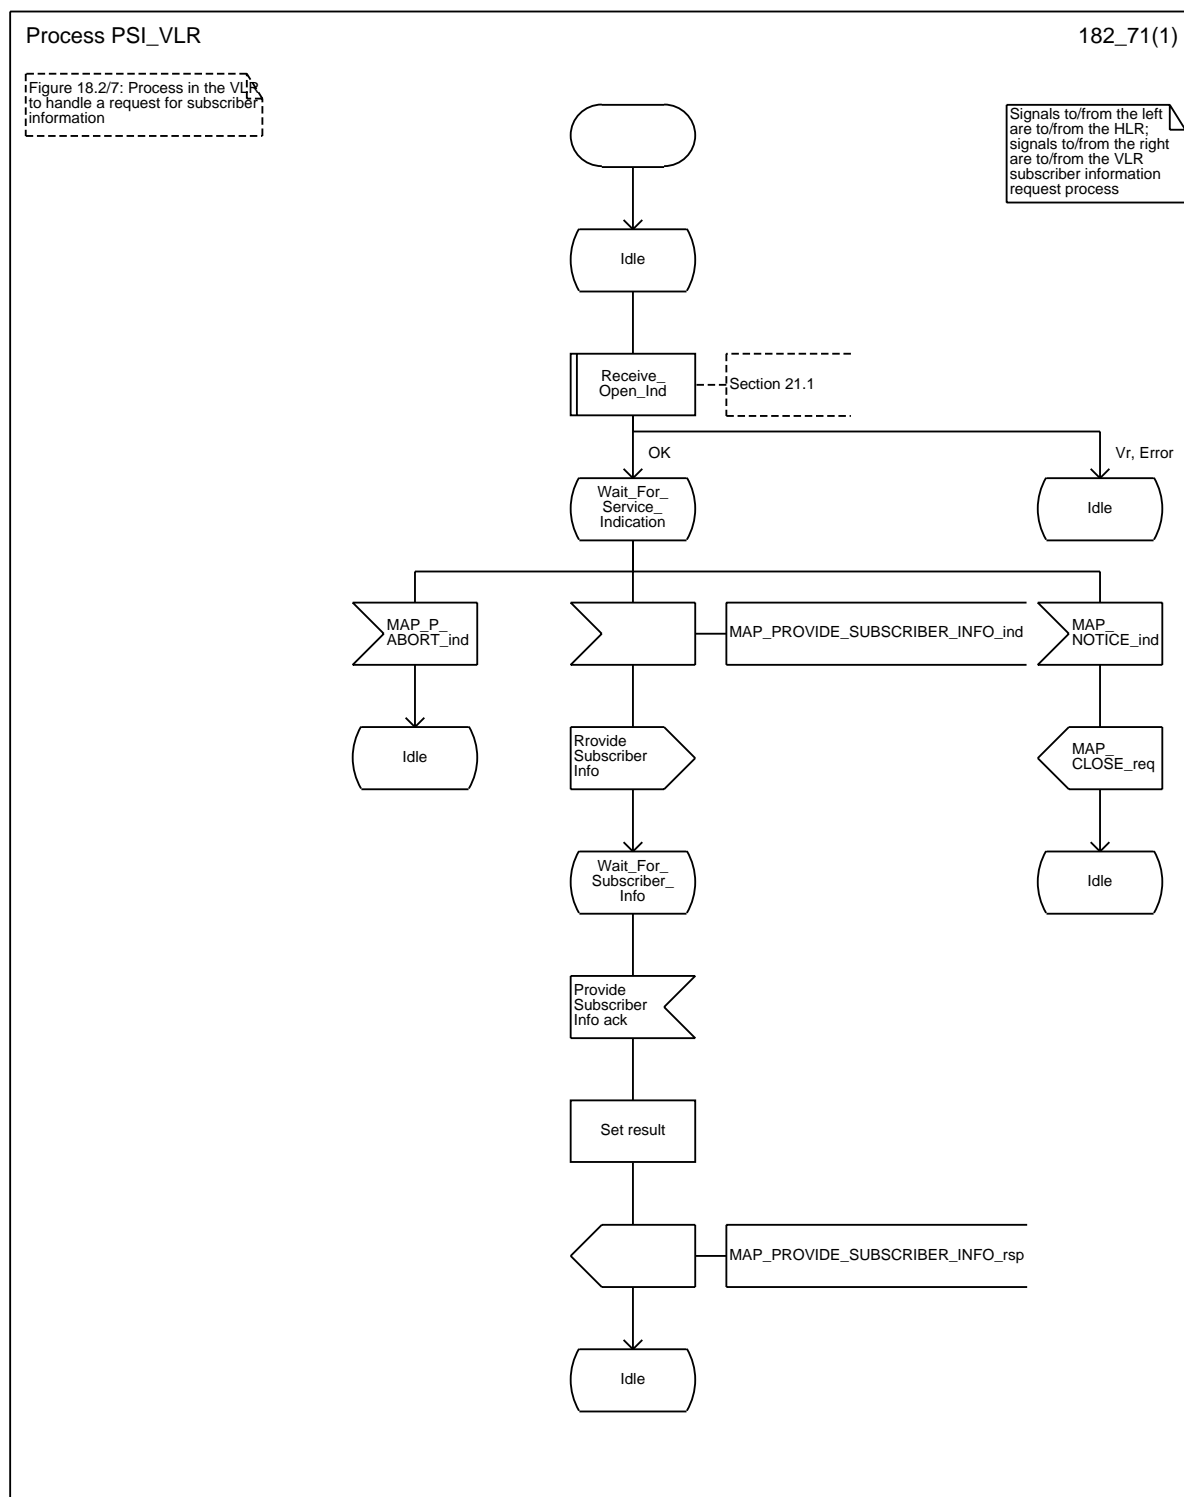 Process PSI_VLR
182_71(1)
Figure 18.2/7: Process in the VLR
to handle a request for subscriber
information
Signals to/from the left
are to/from the HLR;
signals to/from the right
are to/from the VLR
subscriber information
request process
Idle
Receive_
Open_Ind
Section 21.1
OK
Vr, Error
Wait_For_
Service_
Indication
Idle
MAP_P_
ABORT_ind
MAP_PROVIDE_SUBSCRIBER_INFO_ind
MAP_
NOTICE_ind
Idle
Rrovide
Subscriber
Info
MAP_
CLOSE_req
Wait_For_
Subscriber_
Info
Idle
Provide
Subscriber
Info ack
Set result
MAP_PROVIDE_SUBSCRIBER_INFO_rsp
Idle